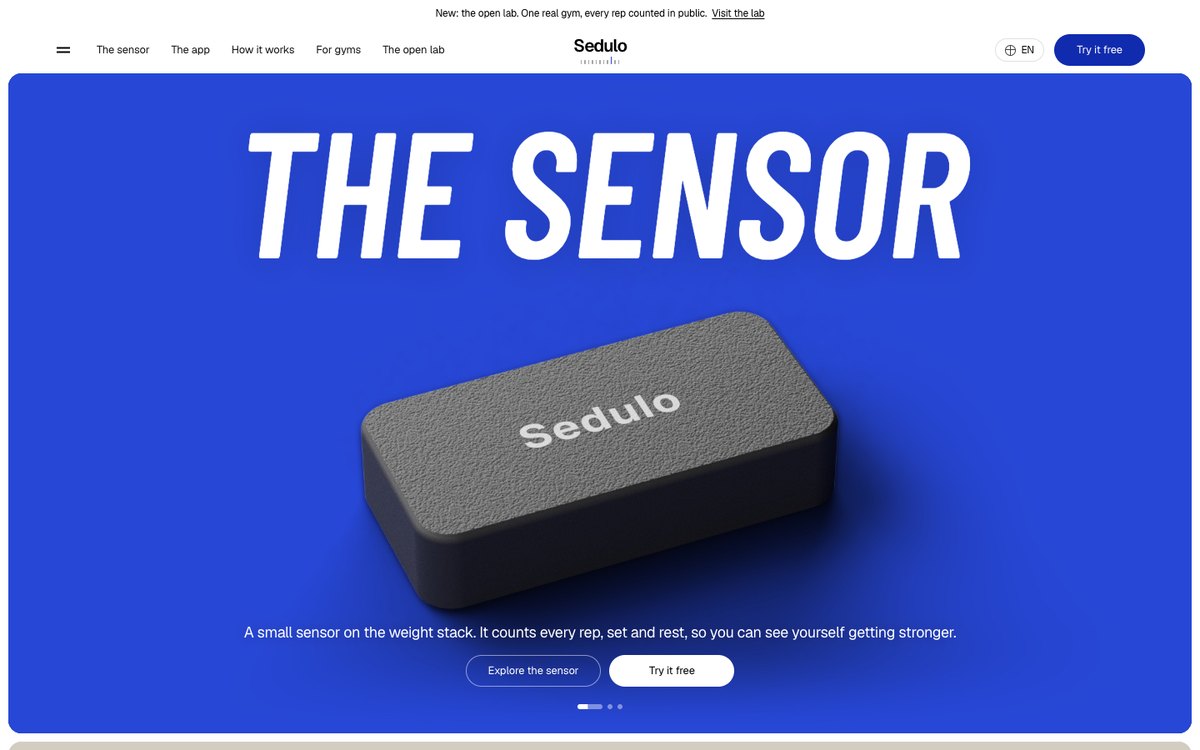 New: the open lab. One real gym, every rep counted in public. Visit the lab
The sensor
The app
How it works
For gyms
The open lab
Sedulo
EN
Try it free
THE SENSOR
Sedulo
A small sensor on the weight stack. It counts every rep, set and rest, so you can see yourself getting stronger.
Explore the sensor
Try it free